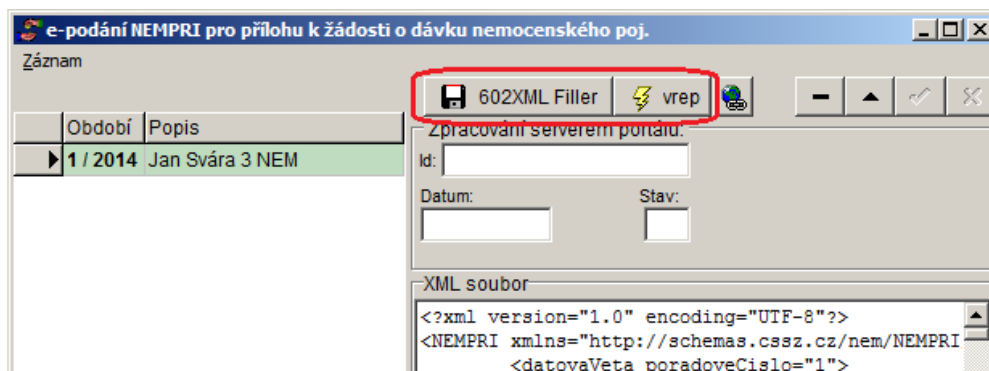 e-podání NEMPRI pro přílohu k žádosti o dávku nemocenského poj.
Záznam
602XML Filler vrep
Období Popis
1 / 2014 Jan Svára 3 NEM
Zpracování serverem portálu:
Id:
Datum: Stav:
XML soubor
<?xml version="1.0" encoding="UTF-8"?>
<NEMPRI xmlns="http://schemas.cssz.cz/nem/NEMPRI
<datovaVeta poradoveCislo="1">